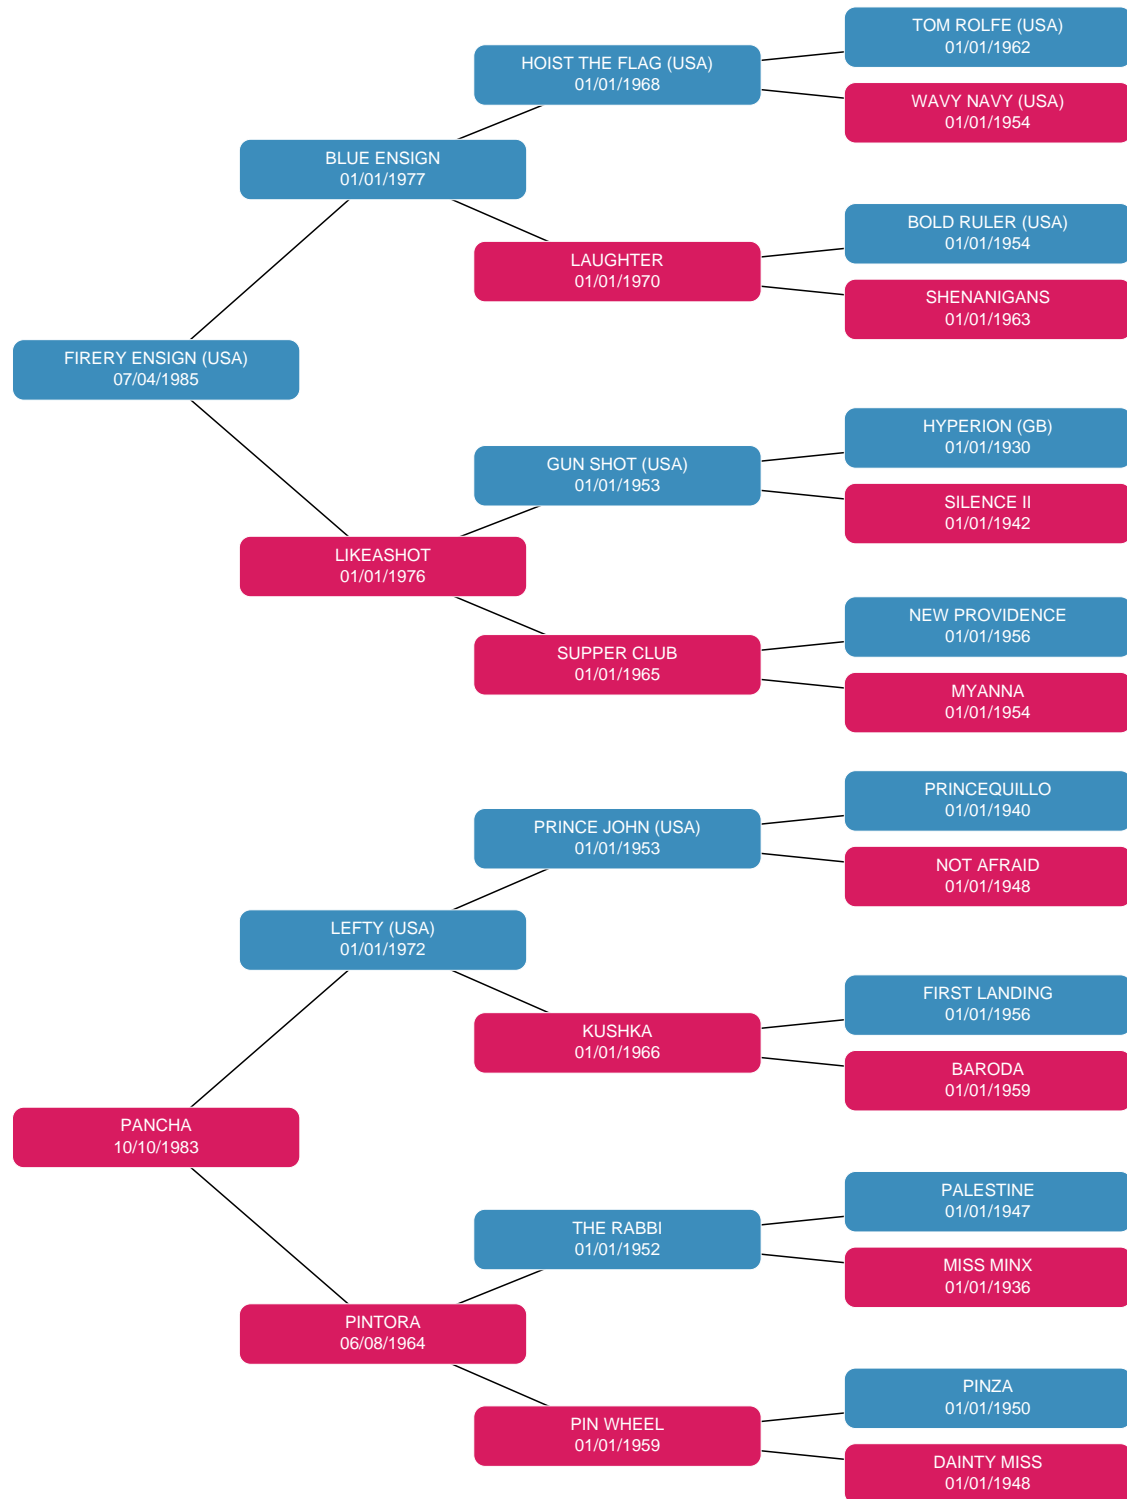 TOM ROLFE (USA)
01/01/1962
HOIST THE FLAG (USA)
01/01/1968
WAVY NAVY (USA)
01/01/1954
BLUE ENSIGN
01/01/1977
BOLD RULER (USA)
01/01/1954
LAUGHTER
01/01/1970
SHENANIGANS
01/01/1963
FIRERY ENSIGN (USA)
07/04/1985
HYPERION (GB)
01/01/1930
GUN SHOT (USA)
01/01/1953
SILENCE II
01/01/1942
LIKEASHOT
01/01/1976
NEW PROVIDENCE
01/01/1956
SUPPER CLUB
01/01/1965
MYANNA
01/01/1954
PRINCEQUILLO
01/01/1940
PRINCE JOHN (USA)
01/01/1953
NOT AFRAID
01/01/1948
LEFTY (USA)
01/01/1972
FIRST LANDING
01/01/1956
KUSHKA
01/01/1966
BARODA
01/01/1959
PANCHA
10/10/1983
PALESTINE
01/01/1947
THE RABBI
01/01/1952
MISS MINX
01/01/1936
PINTORA
06/08/1964
PINZA
01/01/1950
PIN WHEEL
01/01/1959
DAINTY MISS
01/01/1948